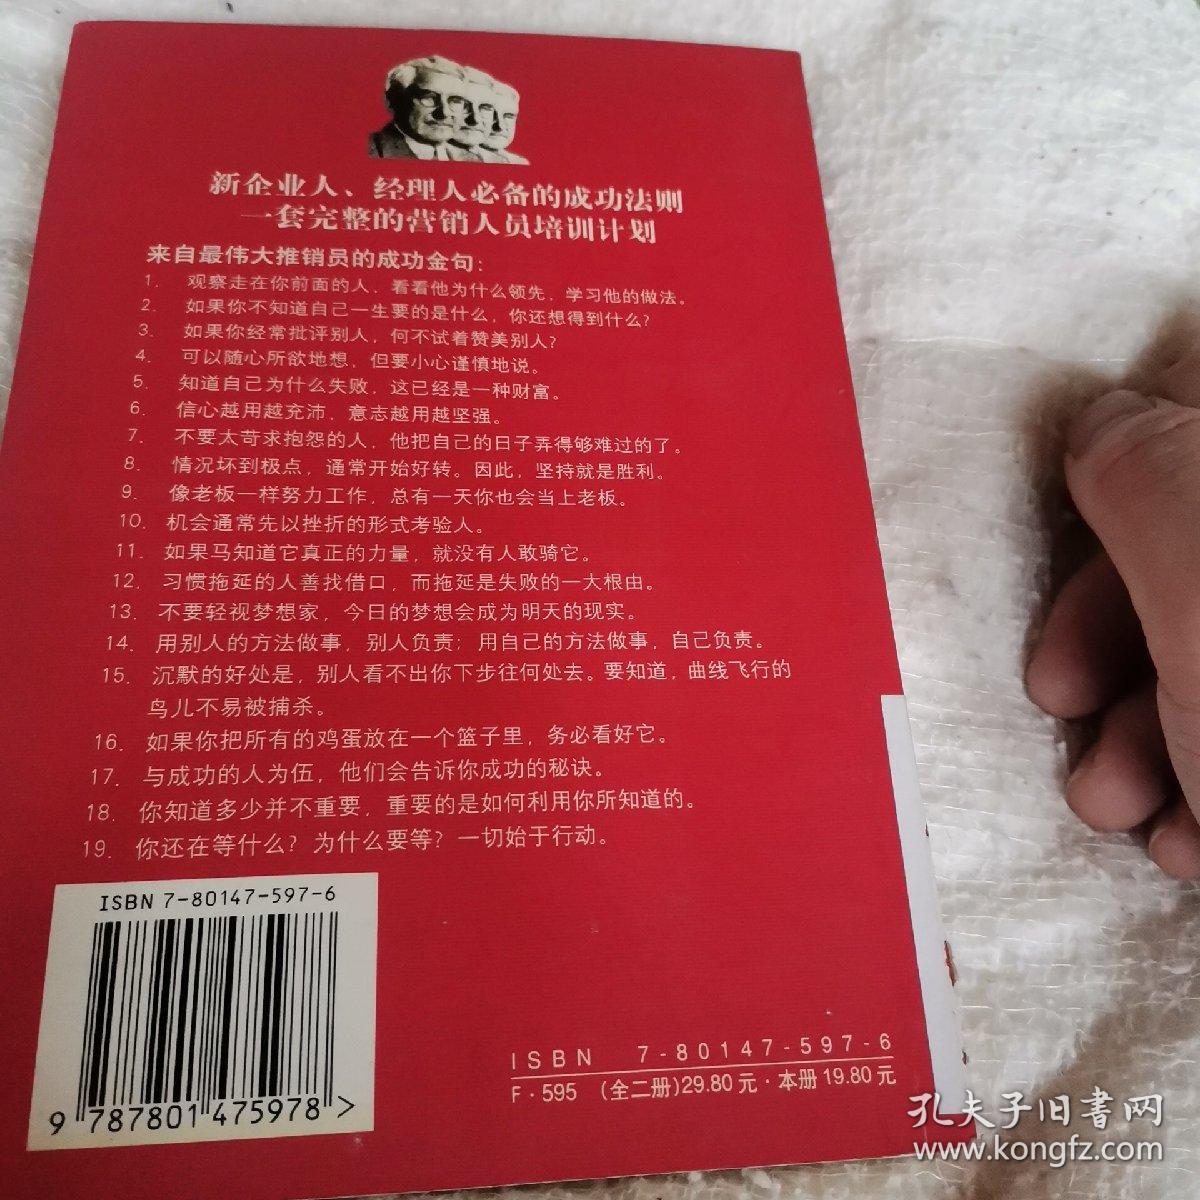 新企业人、经理人必备的成功法则
一套完整的营销人员培训计划
来自最伟大推销员的成功金句：
1. 观察走在你前面的人，看看他为什么领先，学习他的做法。
2. 如果你不知道自己一生要的是什么，你还想得到什么？
3. 如果你经常批评别人，何不试着赞美别人？
4. 可以随心所欲地想，但要小心谨慎地说。
5. 知道自己为什么失败，这已经是一种财富。
6. 信心越用越充沛，意志越用越坚强。
7. 不要太苛求抱怨的人，他把自己的日子弄得够难过的了。
8. 情况坏到极点，通常开始好转。因此，坚持就是胜利。
9. 像老板一样努力工作，总有一天你也会当上老板。
10. 机会通常先以挫折的形式考验人。
11. 如果马知道它真正的力量，就没有人敢骑它。
12. 习惯拖延的人善找借口，而拖延是失败的一大根由。
13. 不要轻视梦想家，今日的梦想会成为明天的现实。
14. 用别人的方法做事，别人负责；用自己的方法做事，自己负责。
15. 沉默的好处是，别人看不出你下步往何处去。要知道，曲线飞行的
鸟儿不易被捕杀。
16. 如果你把所有的鸡蛋放在一个篮子里，务必看好它。
17. 与成功的人为伍，他们会告诉你成功的秘诀。
18. 你知道多少并不重要，重要的是如何利用你所知道的。
19. 你还在等什么？为什么要等？一切始于行动。
ISBN 7-80147-597-6
9 787801 475978 >
ISBN 7-80147-597-6
F·595 (全二册)29.80元·本册19.80元
孔夫子旧書网
www.kongfz.com